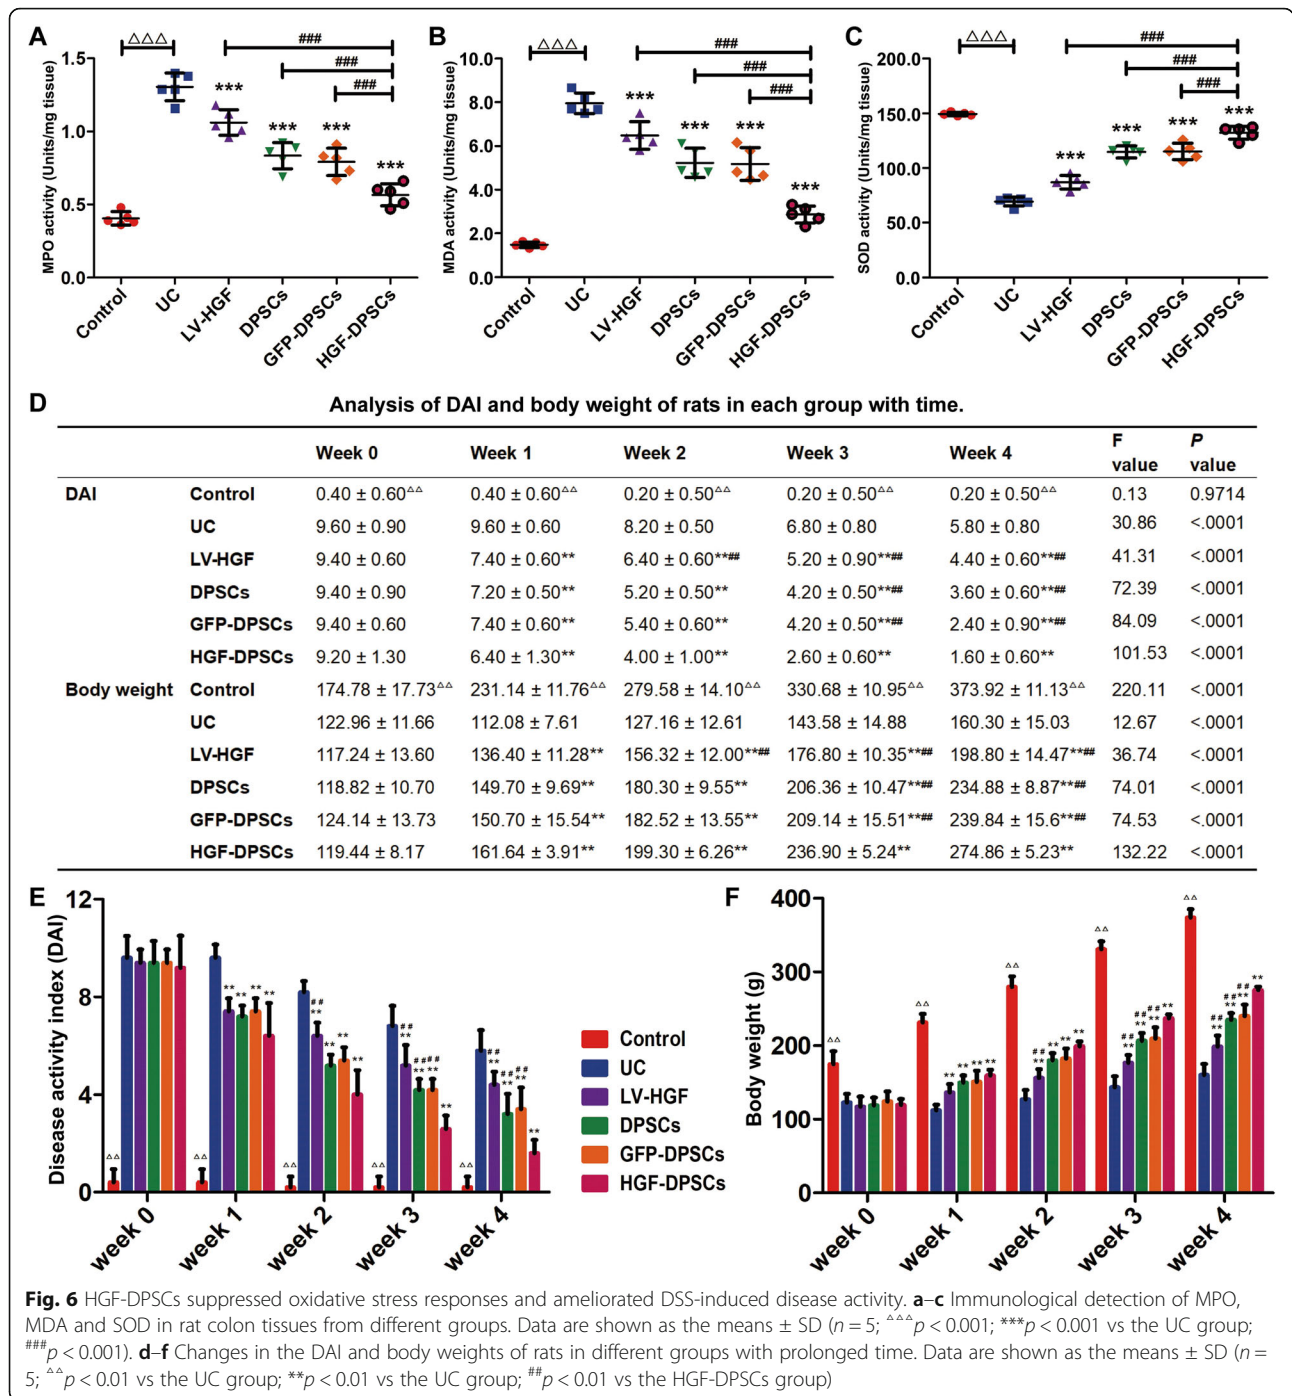 A
△△△
###
###
###
MPO activity (Units/mg tissue)
1.5
1.0
0.5
0.0
***
***
***
***
Control
UC
LV-HGF
DPSCs
GFP-DPSCs
HGF-DPSCs
B
△△△
###
###
###
MDA activity (Units/mg tissue)
10.0
8.0
6.0
4.0
2.0
0.0
***
***
***
***
Control
UC
LV-HGF
DPSCs
GFP-DPSCs
HGF-DPSCs
C
△△△
###
###
###
SOD activity (Units/mg tissue)
200.0
150.0
100.0
50.0
0.0
***
***
***
***
Control
UC
LV-HGF
DPSCs
GFP-DPSCs
HGF-DPSCs
D Analysis of DAI and body weight of rats in each group with time.
Week 0 Week 1 Week 2 Week 3 Week 4 F value P value
DAI Control 0.40 ± 0.60△△ 0.40 ± 0.60△△ 0.20 ± 0.50△△ 0.20 ± 0.50△△ 0.20 ± 0.50△△ 0.13 0.9714
UC 9.60 ± 0.90 9.60 ± 0.60 8.20 ± 0.50 6.80 ± 0.80 5.80 ± 0.80 30.86 <.0001
LV-HGF 9.40 ± 0.60 7.40 ± 0.60** 6.40 ± 0.60**## 5.20 ± 0.90**## 4.40 ± 0.60**## 41.31 <.0001
DPSCs 9.40 ± 0.90 7.20 ± 0.50** 5.20 ± 0.50** 4.20 ± 0.50**## 3.60 ± 0.60**## 72.39 <.0001
GFP-DPSCs 9.40 ± 0.60 7.40 ± 0.60** 5.40 ± 0.60** 4.20 ± 0.50**## 2.40 ± 0.90**## 84.09 <.0001
HGF-DPSCs 9.20 ± 1.30 6.40 ± 1.30** 4.00 ± 1.00** 2.60 ± 0.60** 1.60 ± 0.60** 101.53 <.0001
Body weight Control 174.78 ± 17.73△△ 231.14 ± 11.76△△ 279.58 ± 14.10△△ 330.68 ± 10.95△△ 373.92 ± 11.13△△ 220.11 <.0001
UC 122.96 ± 11.66 112.08 ± 7.61 127.16 ± 12.61 143.58 ± 14.88 160.30 ± 15.03 12.67 <.0001
LV-HGF 117.24 ± 13.60 136.40 ± 11.28** 156.32 ± 12.00**## 176.80 ± 10.35**## 198.80 ± 14.47**## 36.74 <.0001
DPSCs 118.82 ± 10.70 149.70 ± 9.69** 180.30 ± 9.55** 206.36 ± 10.47**## 234.88 ± 8.87**## 74.01 <.0001
GFP-DPSCs 124.14 ± 13.73 150.70 ± 15.54** 182.52 ± 13.55** 209.14 ± 15.51**## 239.84 ± 15.6**## 74.53 <.0001
HGF-DPSCs 119.44 ± 8.17 161.64 ± 3.91** 199.30 ± 6.26** 236.90 ± 5.24** 274.86 ± 5.23** 132.22 <.0001
E
Disease activity index (DAI)
12
8
4
0
△△
△△ ** ** ** **
△△ ## ** ** ** **
△△ ## ** ## ** ## ** **
△△ ## ** ## ** ## ** **
week 0
week 1
week 2
week 3
week 4
Control
UC
LV-HGF
DPSCs
GFP-DPSCs
HGF-DPSCs
F
Body weight (g)
400
300
200
100
0
△△
△△ ** ** ** **
△△ ## ** ** ** **
△△ ## ** ## ** ## ** **
△△ ## ** ## ** ## ** **
week 0
week 1
week 2
week 3
week 4
Fig. 6 HGF-DPSCs suppressed oxidative stress responses and ameliorated DSS-induced disease activity. a–c Immunological detection of MPO,
MDA and SOD in rat colon tissues from different groups. Data are shown as the means ± SD (n = 5; △△△p < 0.001; ***p < 0.001 vs the UC group;
###p < 0.001). d–f Changes in the DAI and body weights of rats in different groups with prolonged time. Data are shown as the means ± SD (n =
5; △△p < 0.01 vs the UC group; **p < 0.01 vs the UC group; ##p < 0.01 vs the HGF-DPSCs group)